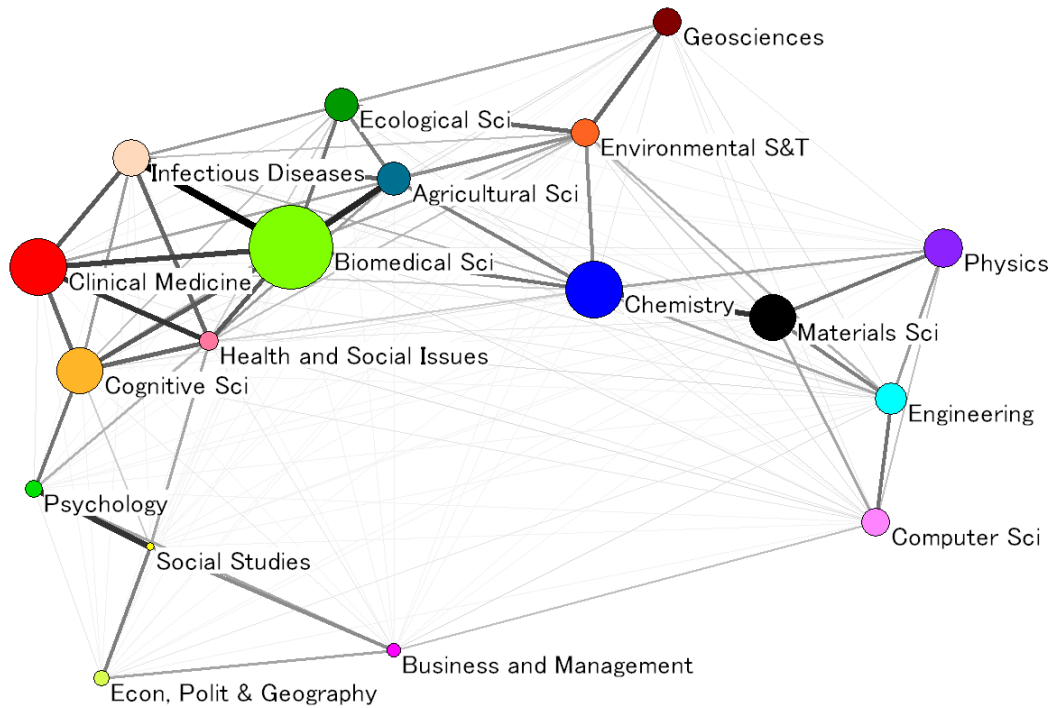 Geosciences
Ecological Sci
Environmental S&T
Infectious Diseases
Agricultural Sci
Biomedical Sci
Physics
Clinical Medicine
Chemistry
Materials Sci
Health and Social Issues
Cognitive Sci
Engineering
Psychology
Computer Sci
Social Studies
Business and Management
Econ, Polit & Geography